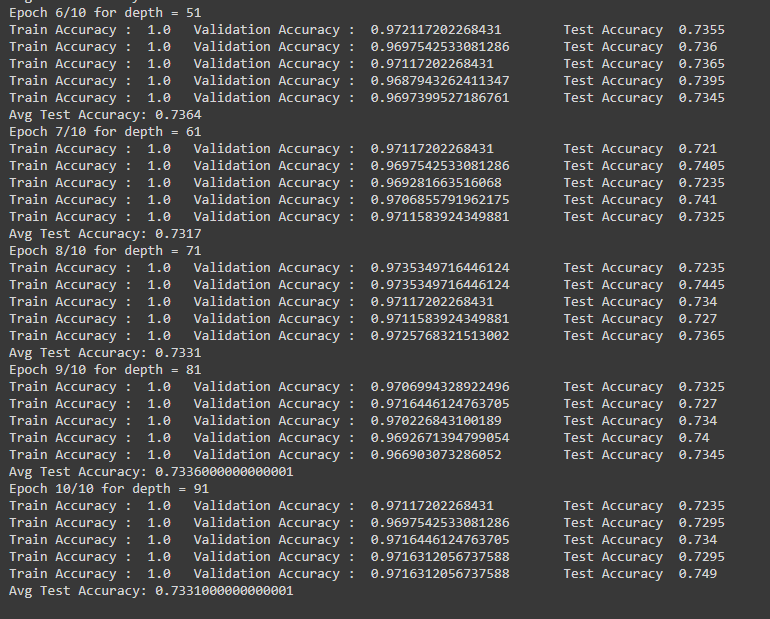 Epoch 6/10 for depth = 51
Train Accuracy :  1.0   Validation Accuracy :  0.972117202268431        Test Accuracy  0.7355
Train Accuracy :  1.0   Validation Accuracy :  0.9697542533081286       Test Accuracy  0.736
Train Accuracy :  1.0   Validation Accuracy :  0.97117202268431         Test Accuracy  0.7365
Train Accuracy :  1.0   Validation Accuracy :  0.9687943262411347       Test Accuracy  0.7395
Train Accuracy :  1.0   Validation Accuracy :  0.9697399527186761       Test Accuracy  0.7345
Avg Test Accuracy: 0.7364
Epoch 7/10 for depth = 61
Train Accuracy :  1.0   Validation Accuracy :  0.97117202268431         Test Accuracy  0.721
Train Accuracy :  1.0   Validation Accuracy :  0.9697542533081286       Test Accuracy  0.7405
Train Accuracy :  1.0   Validation Accuracy :  0.969281663516068        Test Accuracy  0.7235
Train Accuracy :  1.0   Validation Accuracy :  0.9706855791962175       Test Accuracy  0.741
Train Accuracy :  1.0   Validation Accuracy :  0.9711583924349881       Test Accuracy  0.7325
Avg Test Accuracy: 0.7317
Epoch 8/10 for depth = 71
Train Accuracy :  1.0   Validation Accuracy :  0.9735349716446124       Test Accuracy  0.7235
Train Accuracy :  1.0   Validation Accuracy :  0.9735349716446124       Test Accuracy  0.7445
Train Accuracy :  1.0   Validation Accuracy :  0.97117202268431         Test Accuracy  0.734
Train Accuracy :  1.0   Validation Accuracy :  0.9711583924349881       Test Accuracy  0.727
Train Accuracy :  1.0   Validation Accuracy :  0.9725768321513002       Test Accuracy  0.7365
Avg Test Accuracy: 0.7331
Epoch 9/10 for depth = 81
Train Accuracy :  1.0   Validation Accuracy :  0.9706994328922496       Test Accuracy  0.7325
Train Accuracy :  1.0   Validation Accuracy :  0.9716446124763705       Test Accuracy  0.727
Train Accuracy :  1.0   Validation Accuracy :  0.970226843100189        Test Accuracy  0.734
Train Accuracy :  1.0   Validation Accuracy :  0.9692671394799054       Test Accuracy  0.74
Train Accuracy :  1.0   Validation Accuracy :  0.966903073286052        Test Accuracy  0.7345
Avg Test Accuracy: 0.7336000000000001
Epoch 10/10 for depth = 91
Train Accuracy :  1.0   Validation Accuracy :  0.97117202268431         Test Accuracy  0.7235
Train Accuracy :  1.0   Validation Accuracy :  0.9697542533081286       Test Accuracy  0.7295
Train Accuracy :  1.0   Validation Accuracy :  0.9716446124763705       Test Accuracy  0.734
Train Accuracy :  1.0   Validation Accuracy :  0.9716312056737588       Test Accuracy  0.7295
Train Accuracy :  1.0   Validation Accuracy :  0.9716312056737588       Test Accuracy  0.749
Avg Test Accuracy: 0.7331000000000001